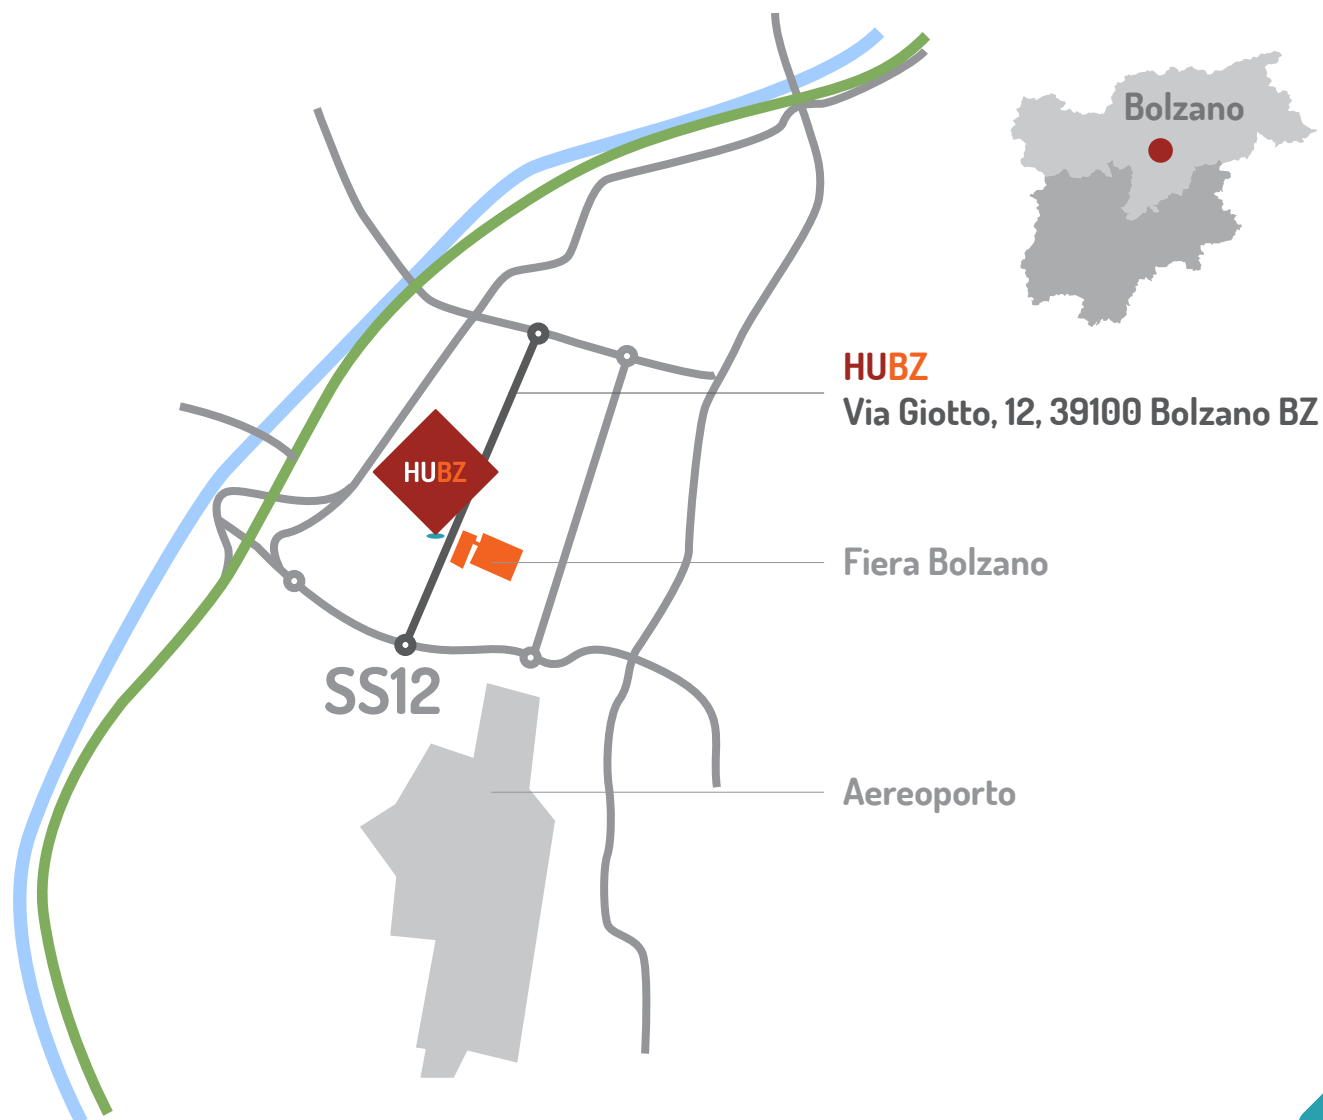 Bolzano
HUBZ
Via Giotto, 12, 39100 Bolzano BZ
HUBZ
Fiera Bolzano
SS12
Aereoporto